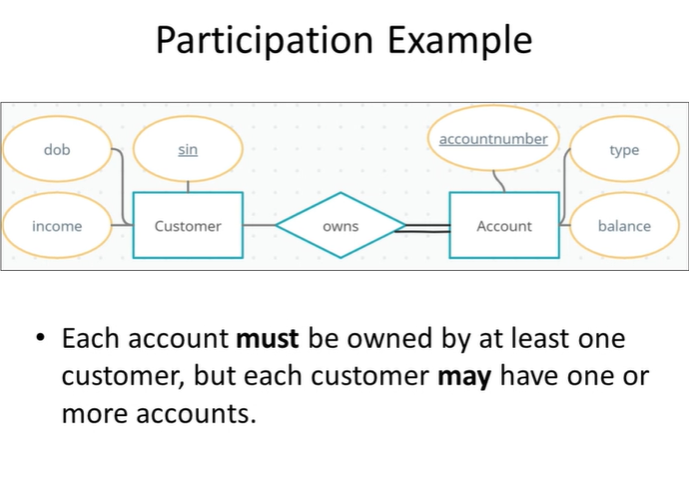 Participation Example
dob
sin
accountnumber
type
income
Customer
owns
Account
balance
• Each account must be owned by at least one
customer, but each customer may have one or
more accounts.